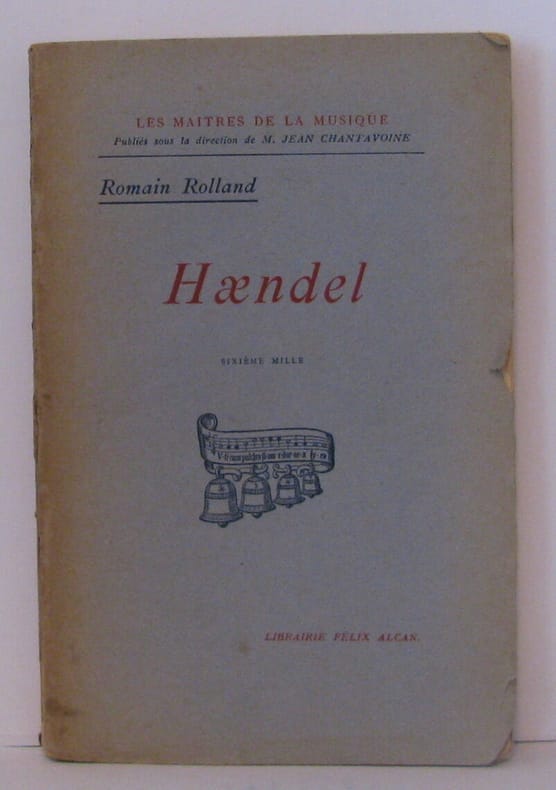 LES MAITRES DE LA MUSIQUE
Publiés sous la direction de M. JEAN CHANTAVOINE
Romain Rolland
Hændel
SIXIÈME MILLE
LIBRAIRIE FÉLIX ALCAN.